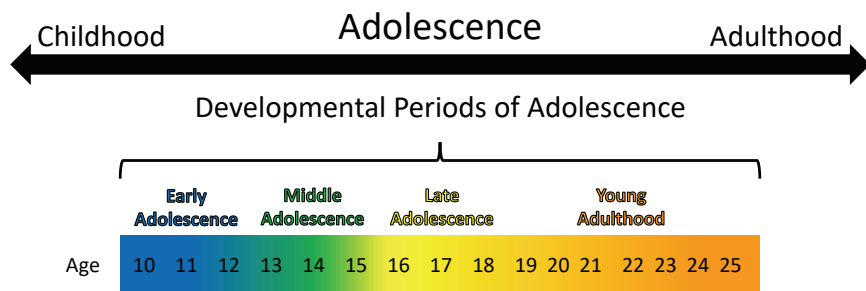 Childhood Adolescence Adulthood
Developmental Periods of Adolescence
Early Adolescence
Middle Adolescence
Late Adolescence
Young Adulthood
Age 10 11 12 13 14 15 16 17 18 19 20 21 22 23 24 25